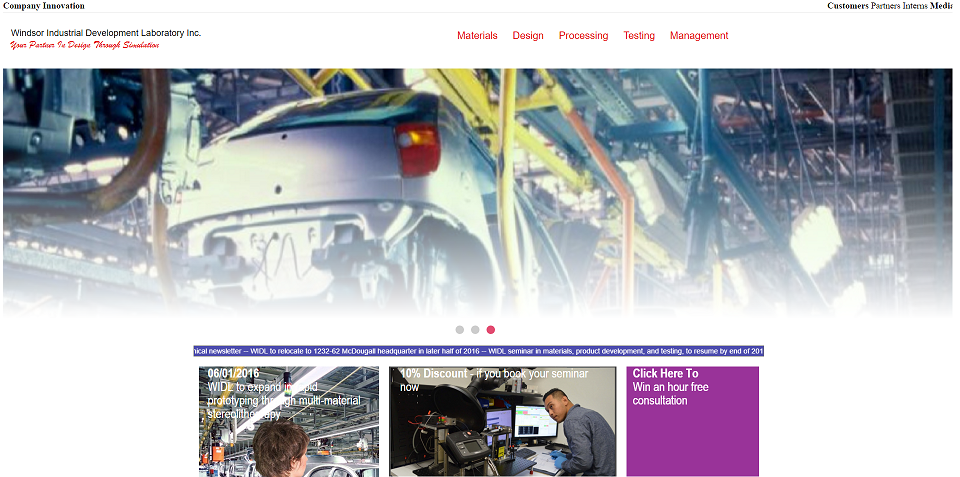 Company Innovation
Customers Partners Interns Media
Windsor Industrial Development Laboratory Inc.
Your Partner In Design Through Simulation
Materials Design Processing Testing Management
newsletter -- WIDL to relocate to 1232-62 McDougall headquarter in later half of 2016 -- WIDL seminar in materials, product development, and testing, to resume by end of 201
06/01/2016
WIDL to expand in rapid
prototyping through multi-material
stereolitherapy
10% Discount - if you book your seminar
now
Click Here To
Win an hour free
consultation